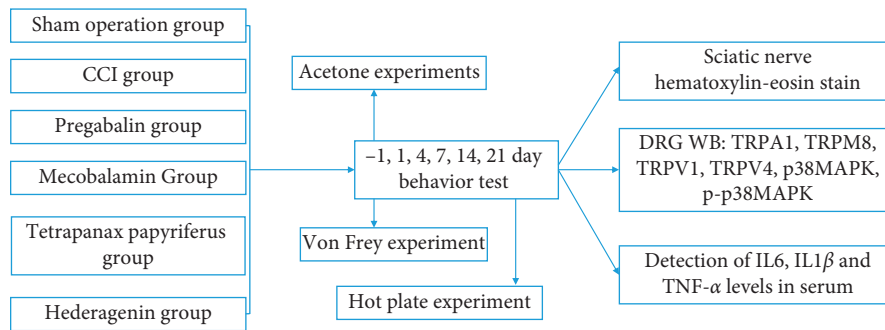 Sham operation group
CCI group
Pregabalin group
Mecobalamin Group
Tetrapanax papyriferus
group
Hederagenin group
Acetone experiments
–1, 1, 4, 7, 14, 21 day
behavior test
Von Frey experiment
Hot plate experiment
Sciatic nerve
hematoxylin-eosin stain
DRG WB: TRPA1, TRPM8,
TRPV1, TRPV4, p38MAPK,
p-p38MAPK
Detection of IL6, IL1β and
TNF-α levels in serum